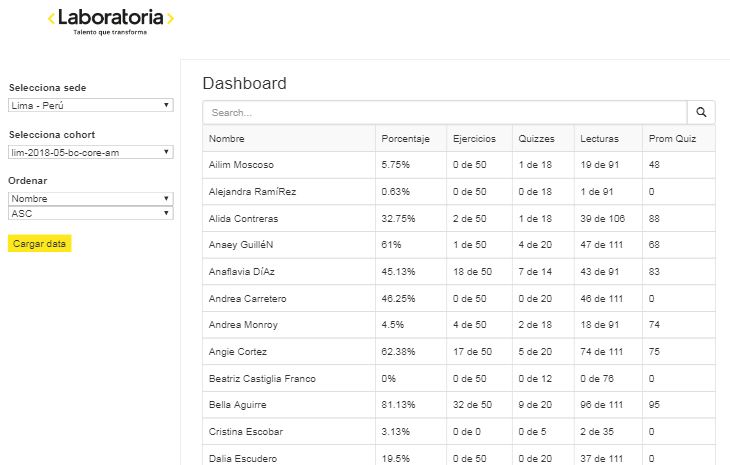 <Laboratoria>
Talento que transforma
Selecciona sede
Lima - Perú
Selecciona cohort
lim-2018-05-bc-core-am
Ordenar
Nombre
ASC
Cargar data
Dashboard
Search...
Nombre Porcentaje Ejercicios Quizzes Lecturas Prom Quiz
Ailim Moscoso 5.75% 0 de 50 1 de 18 19 de 91 48
Alejandra RamíRez 0.63% 0 de 50 0 de 18 1 de 91 0
Alida Contreras 32.75% 2 de 50 1 de 18 39 de 106 88
Anaey GuilléN 61% 1 de 50 4 de 20 47 de 111 68
Anaflavia DíAz 45.13% 18 de 50 7 de 14 43 de 91 83
Andrea Carretero 46.25% 0 de 50 0 de 20 46 de 111 0
Andrea Monroy 4.5% 4 de 50 2 de 18 18 de 91 74
Angie Cortez 62.38% 17 de 50 5 de 20 74 de 111 75
Beatriz Castiglia Franco 0% 0 de 50 0 de 12 0 de 76 0
Bella Aguirre 81.13% 32 de 50 9 de 20 96 de 111 95
Cristina Escobar 3.13% 0 de 0 0 de 5 2 de 35 0
Dalia Escudero 19.5% 0 de 50 0 de 20 37 de 111 0